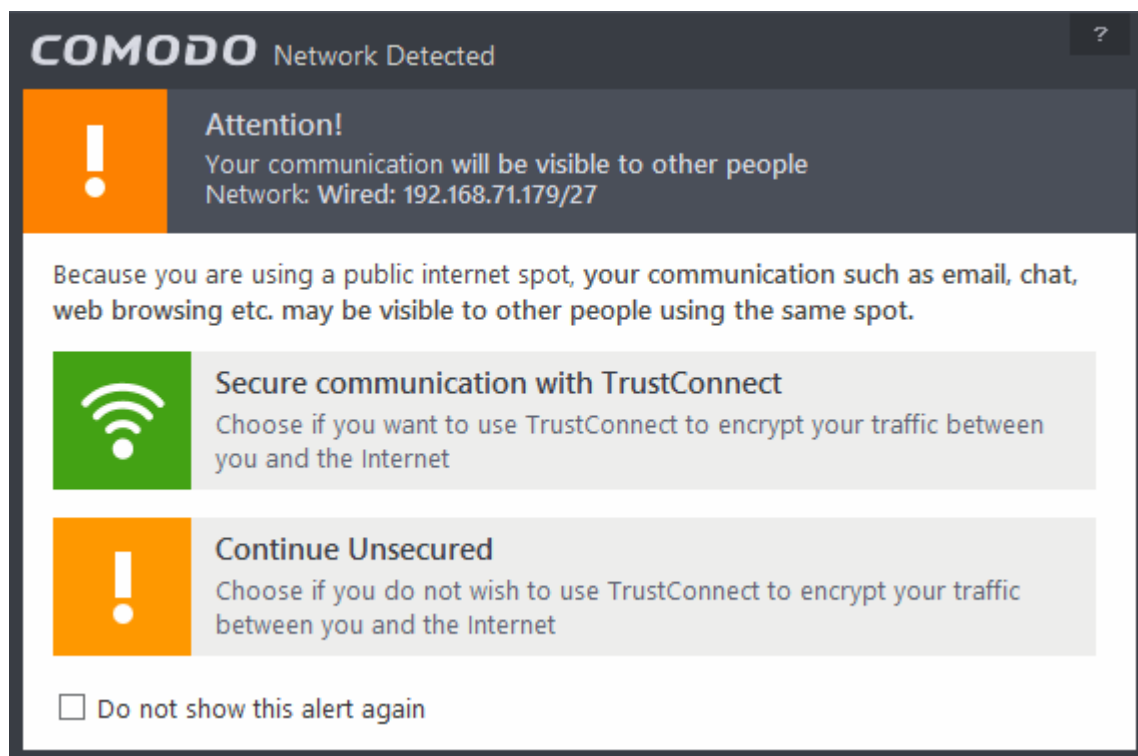 COMODO Network Detected
?
Attention!
Your communication will be visible to other people
Network: Wired: 192.168.71.179/27
Because you are using a public internet spot, your communication such as email, chat,
web browsing etc. may be visible to other people using the same spot.
Secure communication with TrustConnect
Choose if you want to use TrustConnect to encrypt your traffic between
you and the Internet
Continue Unsecured
Choose if you do not wish to use TrustConnect to encrypt your traffic
between you and the Internet
Do not show this alert again